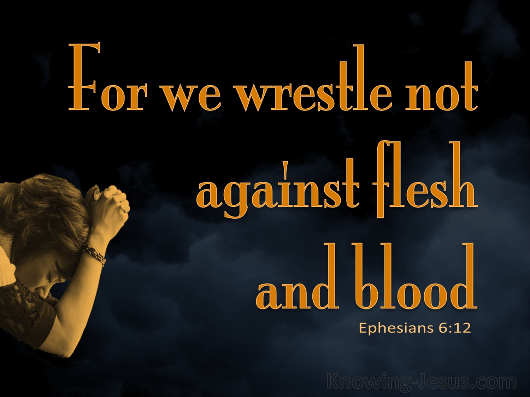 For we wrestle not
against flesh
and blood
Ephesians 6:12
Knowing-Jesus.com